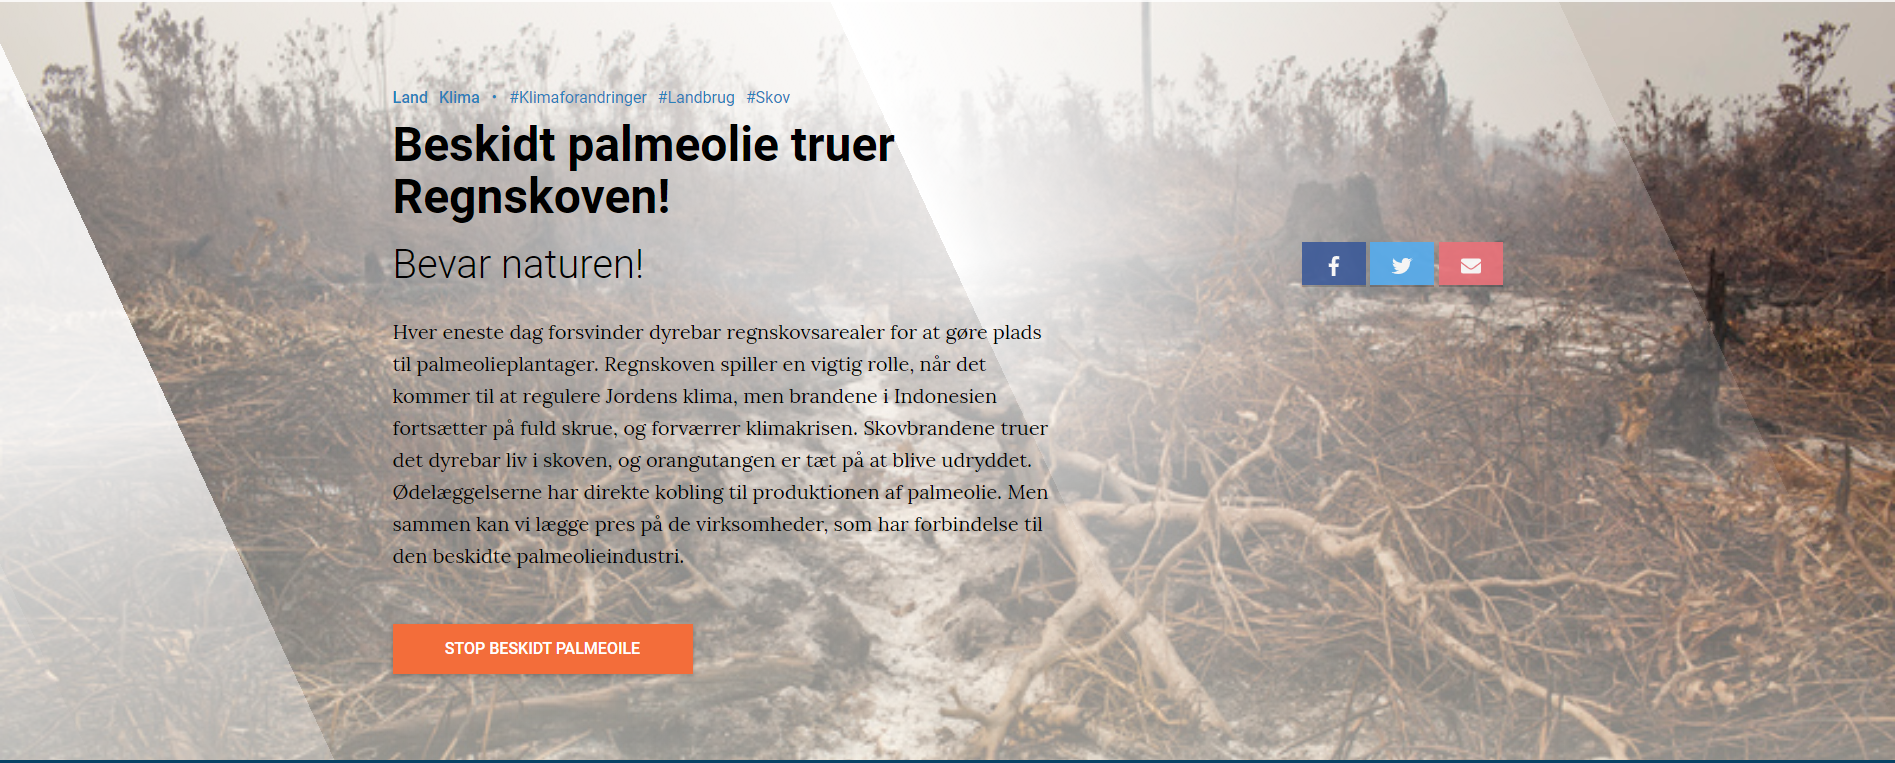 Land Klima • #Klimaforandringer #Landbrug #Skov
Beskidt palmeolie truer
Regnskoven!
Bevar naturen!
Hver eneste dag forsvinder dyrebar regnskovsarealer for at gøre plads
til palmeolieplantager. Regnskoven spiller en vigtig rolle, når det
kommer til at regulere Jordens klima, men brandene i Indonesien
fortsætter på fuld skrue, og forværrer klimakrisen. Skovbrandene truer
det dyrebar liv i skoven, og orangutangen er tæt på at blive udryddet.
Ødelæggelserne har direkte kobling til produktionen af palmeolie. Men
sammen kan vi lægge pres på de virksomheder, som har forbindelse til
den beskidte palmeolieindustri.
STOP BESKIDT PALMEOILE